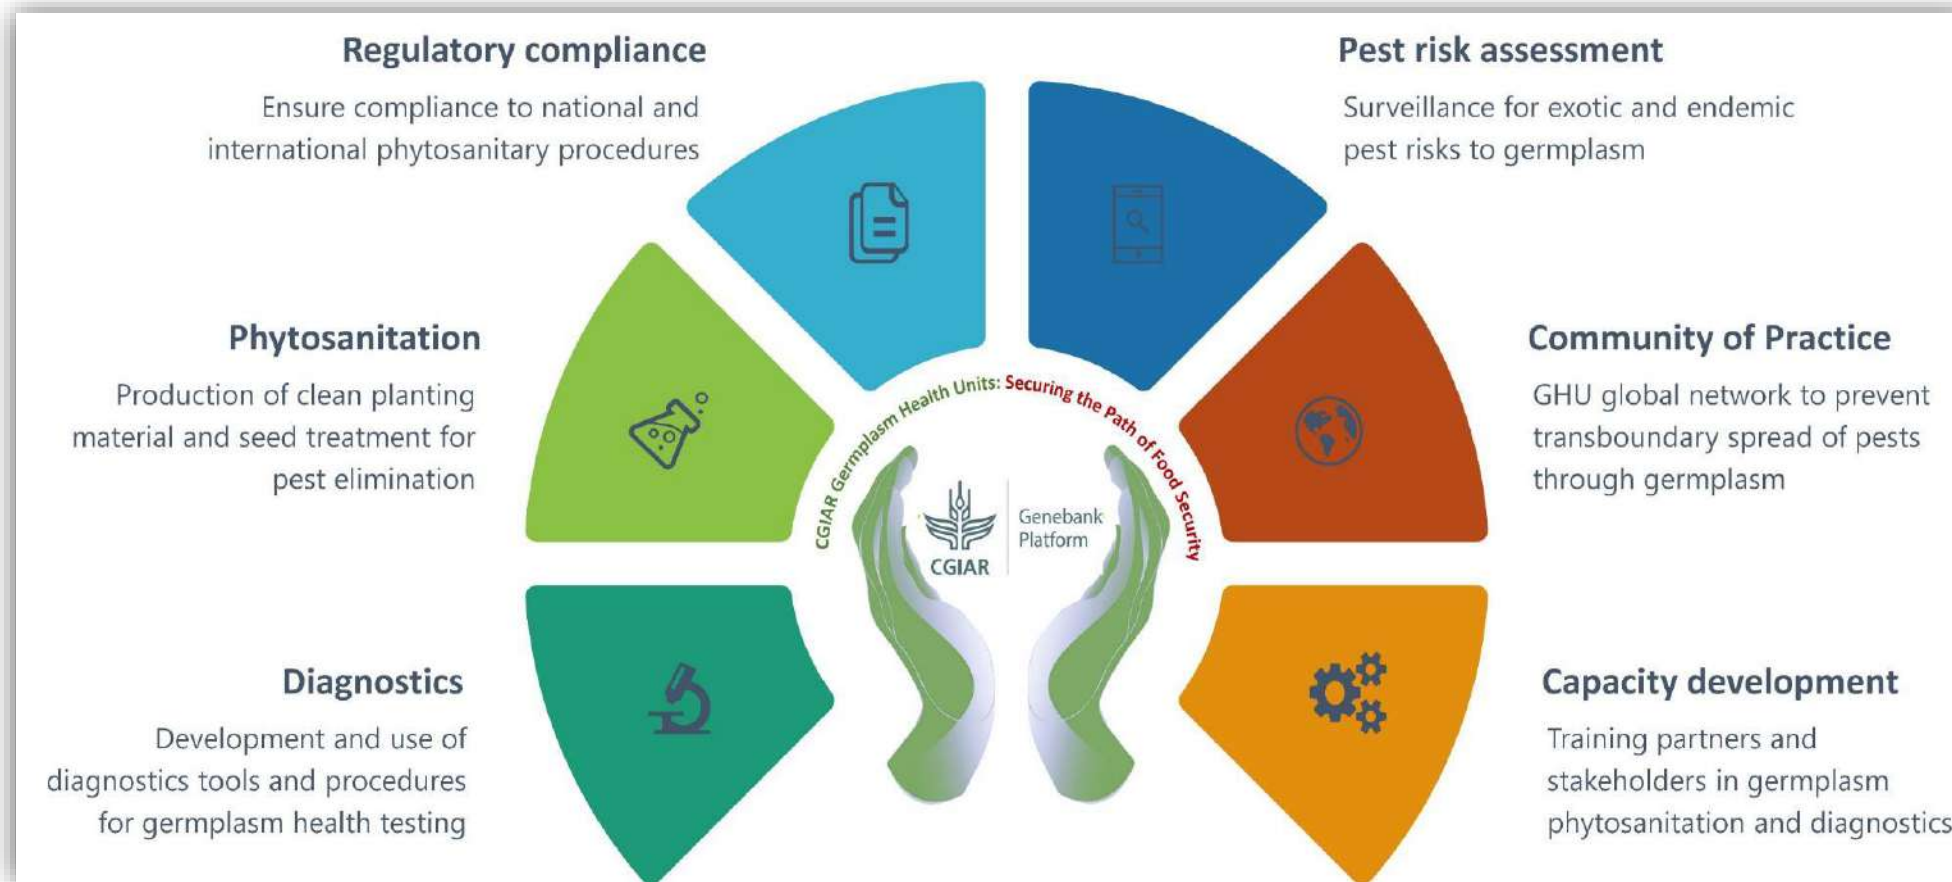 Regulatory compliance
Ensure compliance to national and
international phytosanitary procedures
Pest risk assessment
Surveillance for exotic and endemic
pest risks to germplasm
Phytosanitation
Production of clean planting
material and seed treatment for
pest elimination
Community of Practice
GHU global network to prevent
transboundary spread of pests
through germplasm
CGIAR Germplasm Health Units: Securing the Path of Food Security
CGIAR
Genebank
Platform
Diagnostics
Development and use of
diagnostics tools and procedures
for germplasm health testing
Capacity development
Training partners and
stakeholders in germplasm
phytosanitation and diagnostics